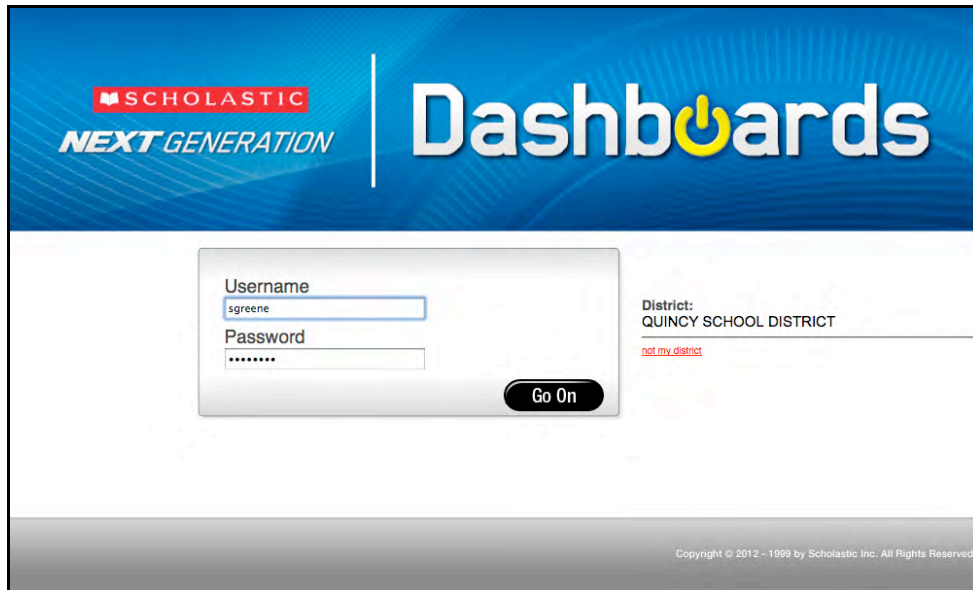 SCHOLASTIC
NEXT GENERATION
Dashboards
Username
sgreene
Password
••••••••
Go On
District:
QUINCY SCHOOL DISTRICT
not my district
Copyright © 2012 - 1999 by Scholastic Inc. All Rights Reserved